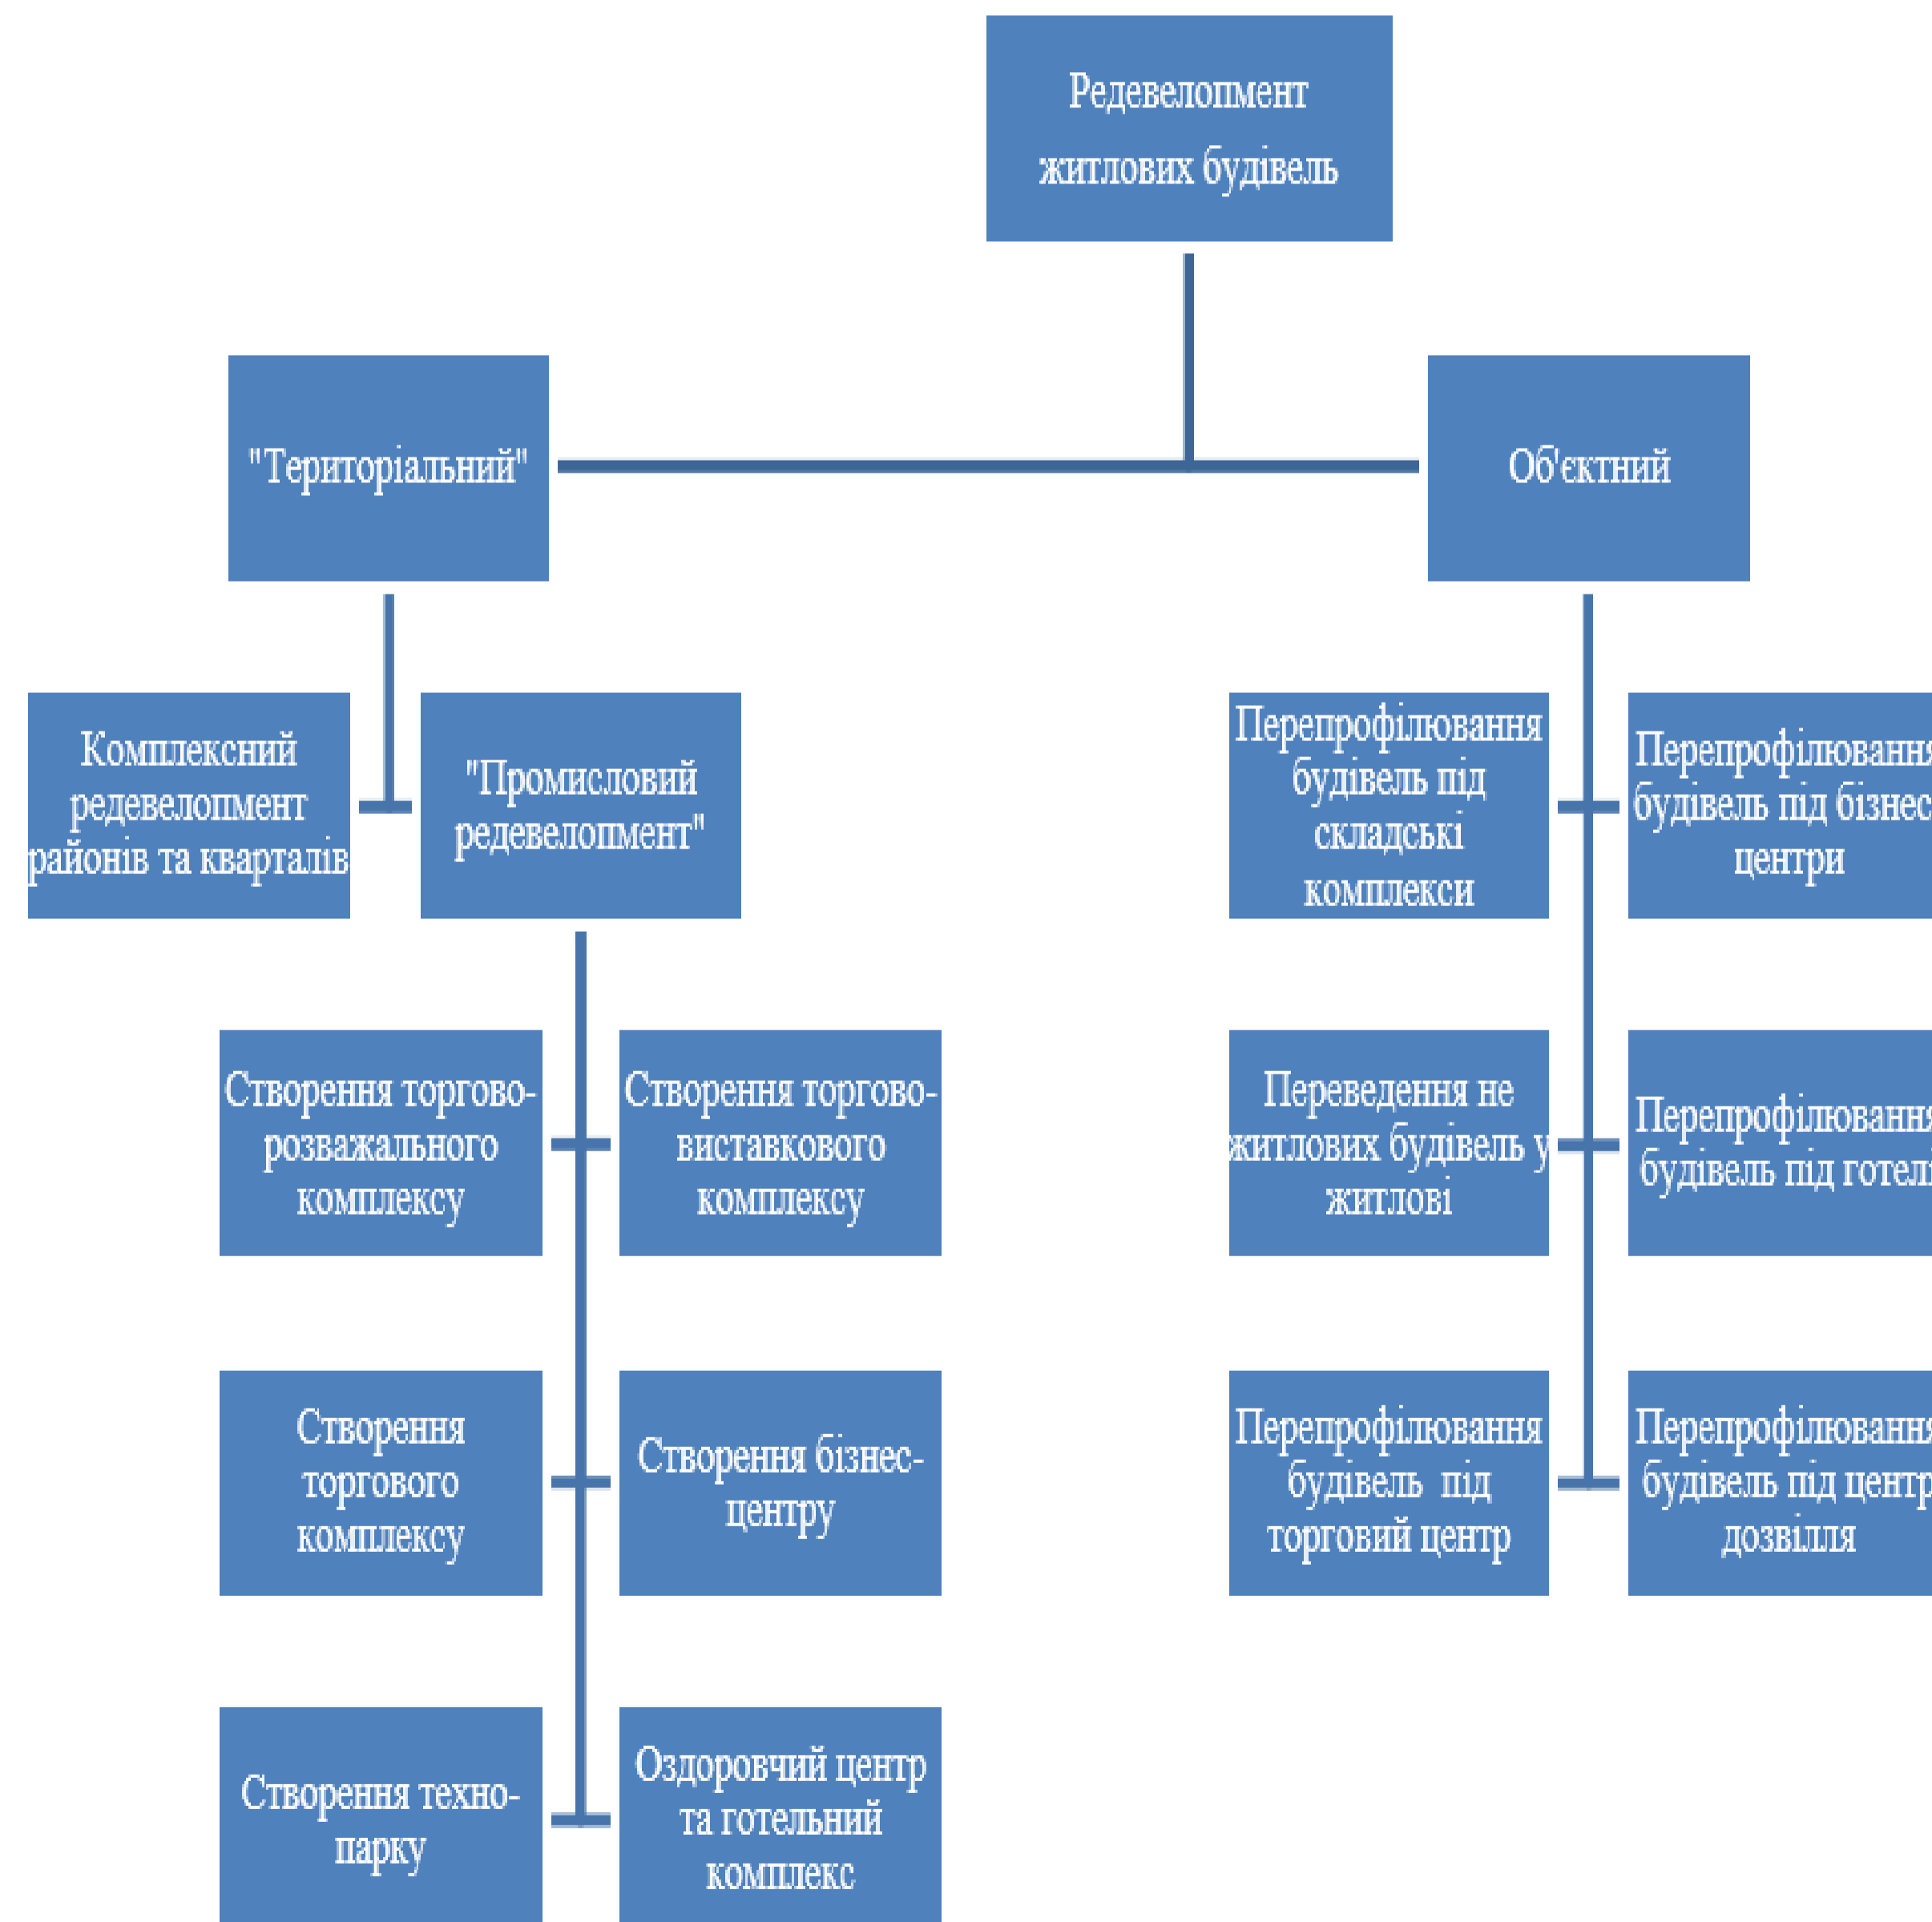 Редевелопмент
житлових будівель
"Територіальний"
Об'єктний
Комплексний
редевелопмент
районів та кварталів
"Промисловий
редевелопмент"
Перепрофілювання
будівель під
складські
комплекси
Перепрофілювання
будівель під бізнес
центри
Створення торгово-
розважального
комплексу
Створення торгово-
виставкового
комплексу
Переведення не
житлових будівель у
житлові
Перепрофілювання
будівель під готелі
Створення
торгового
комплексу
Створення бізнес-
центру
Перепрофілювання
будівель під
торговий центр
Перепрофілювання
будівель під центр
дозвілля
Створення техно-
парку
Оздоровчий центр
та готельний
комплекс